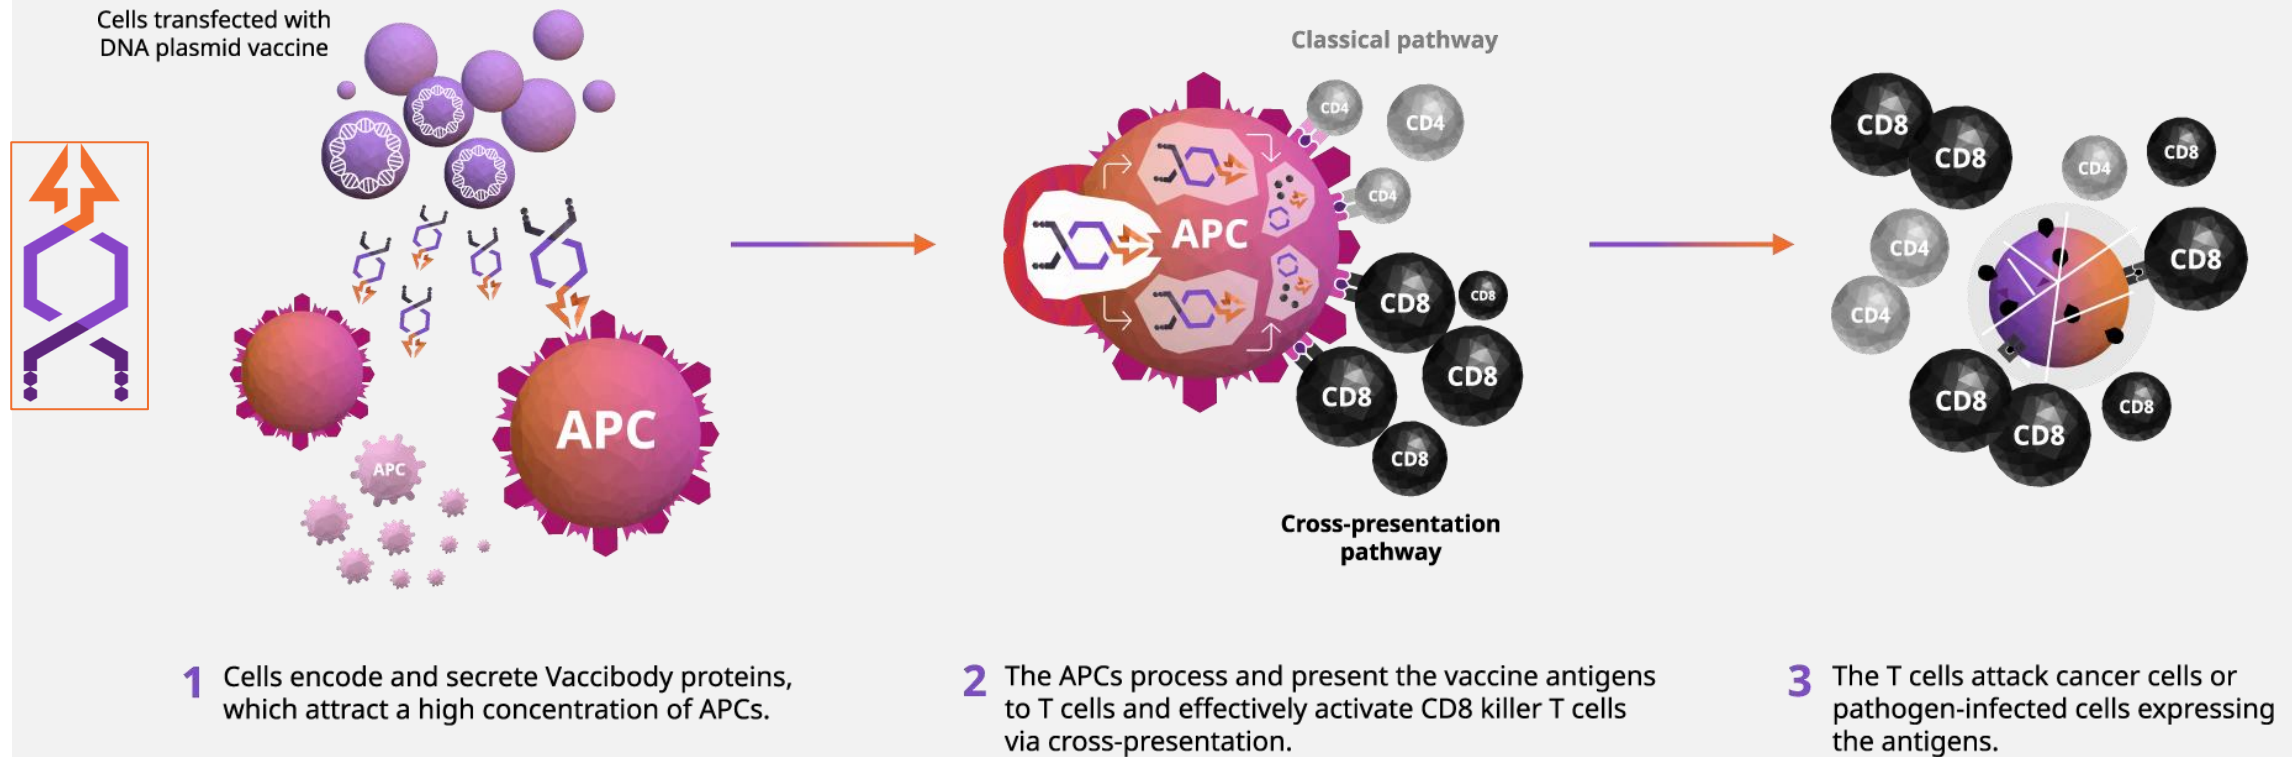 Cells transfected with
DNA plasmid vaccine
APC
APC
Classical pathway
CD4
CD4
CD4
APC
CD8
CD8
CD8
CD8
CD8
Cross-presentation
pathway
CD8
CD8
CD4
CD8
CD4
CD8
CD4
CD8
CD8
CD8
1 Cells encode and secrete Vaccibody proteins,
which attract a high concentration of APCs.
2 The APCs process and present the vaccine antigens
to T cells and effectively activate CD8 killer T cells
via cross-presentation.
3 The T cells attack cancer cells or
pathogen-infected cells expressing
the antigens.